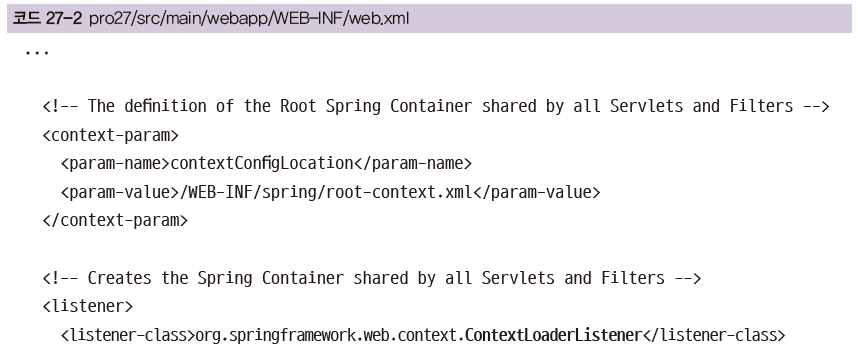 코드 27-2 pro27/src/main/webapp/WEB-INF/web.xml
...
<!-- The definition of the Root Spring Container shared by all Servlets and Filters -->
<context-param>
<param-name>contextConfigLocation</param-name>
<param-value>/WEB-INF/spring/root-context.xml</param-value>
</context-param>
<!-- Creates the Spring Container shared by all Servlets and Filters -->
<listener>
<listener-class>org.springframework.web.context.ContextLoaderListener</listener-class>